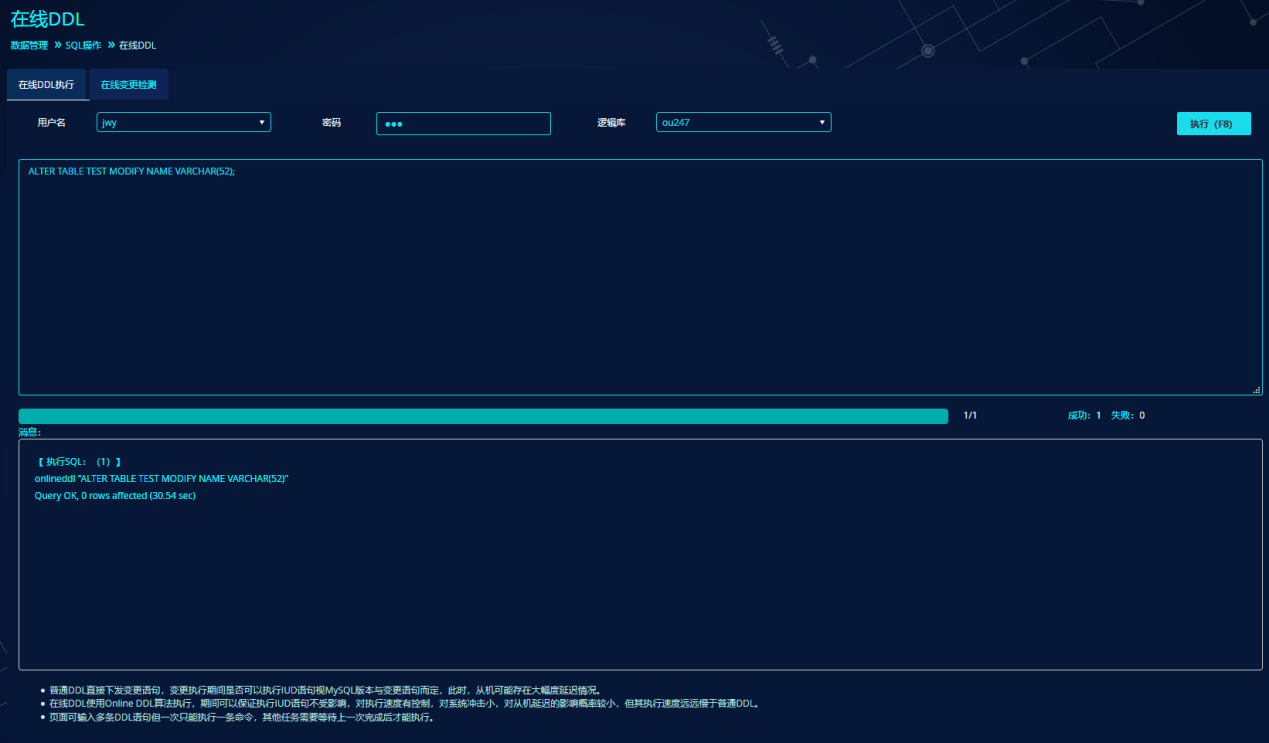 在线DDL
数据管理 » SQL操作 » 在线DDL
在线DDL执行 在线变更检测
用户名 jwy 密码 ●●● 逻辑库 ou247 执行（F8）
ALTER TABLE TEST MODIFY NAME VARCHAR(52);
1/1 成功：1 失败：0
消息：
【 执行SQL：（1）】
onlineddl "ALTER TABLE TEST MODIFY NAME VARCHAR(52)"
Query OK, 0 rows affected (30.54 sec)
● 普通DDL直接下发变更语句，变更执行期间是否可以执行IUD语句视MySQL版本与变更语句而定，此时，从机可能存在大幅度延迟情况。
● 在线DDL使用Online DDL算法执行，期间可以保证执行IUD语句不受影响，对执行速度有控制，对系统冲击小，对从机延迟的影响概率较小，但其执行速度远远慢于普通DDL。
● 页面可输入多条DDL语句但一次只能执行一条命令，其他任务需要等待上一次完成后才能执行。